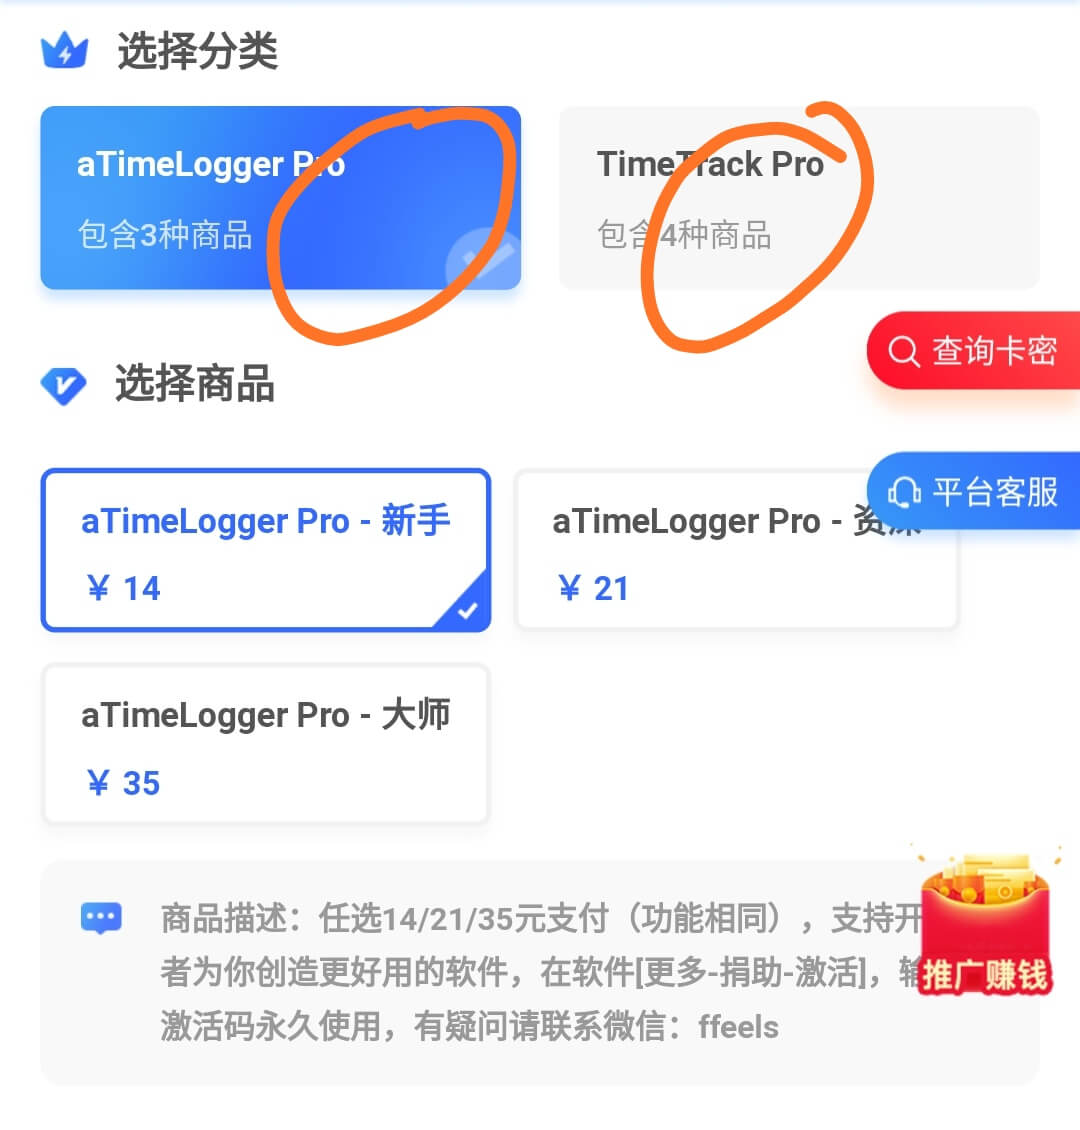 选择分类
aTimeLogger Pro
包含3种商品
TimeTrack Pro
包含4种商品
查询卡密
选择商品
平台客服
aTimeLogger Pro - 新手
¥ 14
aTimeLogger Pro - 资深
¥ 21
aTimeLogger Pro - 大师
¥ 35
商品描述：任选14/21/35元支付（功能相同），支持开
者为你创造更好用的软件，在软件[更多-捐助-激活]，输
激活码永久使用，有疑问请联系微信：ffeels
推广赚钱